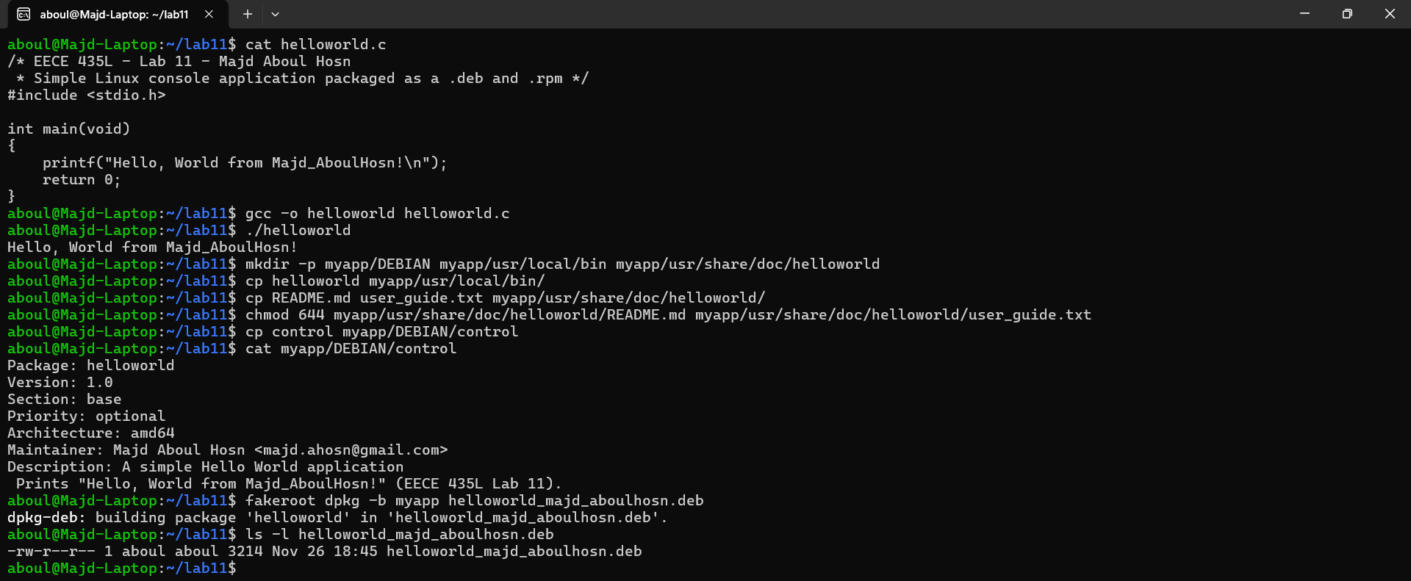 aboul@Majd-Laptop: ~/lab11
aboul@Majd-Laptop:~/lab11$ cat helloworld.c
/* EECE 435L - Lab 11 - Majd Aboul Hosn
 * Simple Linux console application packaged as a .deb and .rpm */
#include <stdio.h>

int main(void)
{
    printf("Hello, World from Majd_AboulHosn!\n");
    return 0;
}
aboul@Majd-Laptop:~/lab11$ gcc -o helloworld helloworld.c
aboul@Majd-Laptop:~/lab11$ ./helloworld
Hello, World from Majd_AboulHosn!
aboul@Majd-Laptop:~/lab11$ mkdir -p myapp/DEBIAN myapp/usr/local/bin myapp/usr/share/doc/helloworld
aboul@Majd-Laptop:~/lab11$ cp helloworld myapp/usr/local/bin/
aboul@Majd-Laptop:~/lab11$ cp README.md user_guide.txt myapp/usr/share/doc/helloworld/
aboul@Majd-Laptop:~/lab11$ chmod 644 myapp/usr/share/doc/helloworld/README.md myapp/usr/share/doc/helloworld/user_guide.txt
aboul@Majd-Laptop:~/lab11$ cp control myapp/DEBIAN/control
aboul@Majd-Laptop:~/lab11$ cat myapp/DEBIAN/control
Package: helloworld
Version: 1.0
Section: base
Priority: optional
Architecture: amd64
Maintainer: Majd Aboul Hosn <majd.ahosn@gmail.com>
Description: A simple Hello World application
 Prints "Hello, World from Majd_AboulHosn!" (EECE 435L Lab 11).
aboul@Majd-Laptop:~/lab11$ fakeroot dpkg -b myapp helloworld_majd_aboulhosn.deb
dpkg-deb: building package 'helloworld' in 'helloworld_majd_aboulhosn.deb'.
aboul@Majd-Laptop:~/lab11$ ls -l helloworld_majd_aboulhosn.deb
-rw-r--r-- 1 aboul aboul 3214 Nov 26 18:45 helloworld_majd_aboulhosn.deb
aboul@Majd-Laptop:~/lab11$